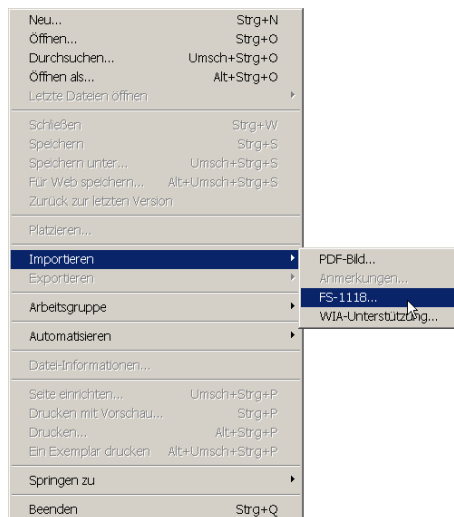 Neu... Strg+N
Öffnen... Strg+O
Durchsuchen... Umsch+Strg+O
Öffnen als... Alt+Strg+O
Letzte Dateien öffnen
Schließen Strg+W
Speichern Strg+S
Speichern unter... Umsch+Strg+S
Für Web speichern... Alt+Umsch+Strg+S
Zurück zur letzten Version
Platzieren...
Importieren
Exportieren
Arbeitsgruppe
Automatisieren
Datei-Informationen...
Seite einrichten... Umsch+Strg+P
Drucken mit Vorschau... Strg+P
Drucken... Alt+Strg+P
Ein Exemplar drucken Alt+Umsch+Strg+P
Springen zu
Beenden Strg+Q
PDF-Bild...
Anmerkungen...
FS-1118...
WIA-Unterstützung...